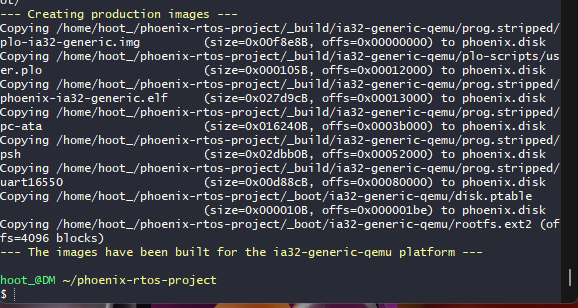 ot/
--- Creating production images ---
Copying /home/hoot_/phoenix-rtos-project/_build/ia32-generic-qemu/prog.stripped/
plo-ia32-generic.img (size=0x00f8e8B, offs=0x00000000) to phoenix.disk
Copying /home/hoot_/phoenix-rtos-project/_build/ia32-generic-qemu/plo-scripts/us
er.plo (size=0x000105B, offs=0x00012000) to phoenix.disk
Copying /home/hoot_/phoenix-rtos-project/_build/ia32-generic-qemu/prog.stripped/
phoenix-ia32-generic.elf (size=0x027d9cB, offs=0x00013000) to phoenix.disk
Copying /home/hoot_/phoenix-rtos-project/_build/ia32-generic-qemu/prog.stripped/
pc-ata (size=0x016240B, offs=0x0003b000) to phoenix.disk
Copying /home/hoot_/phoenix-rtos-project/_build/ia32-generic-qemu/prog.stripped/
psh (size=0x02dbb0B, offs=0x00052000) to phoenix.disk
Copying /home/hoot_/phoenix-rtos-project/_build/ia32-generic-qemu/prog.stripped/
uart16550 (size=0x00d88cB, offs=0x00080000) to phoenix.disk
Copying /home/hoot_/phoenix-rtos-project/_boot/ia32-generic-qemu/disk.ptable
(size=0x000010B, offs=0x000001be) to phoenix.disk
Copying /home/hoot_/phoenix-rtos-project/_boot/ia32-generic-qemu/rootfs.ext2 (of
fs=4096 blocks)
--- The images have been built for the ia32-generic-qemu platform ---
hoot_@DM ~/phoenix-rtos-project
$